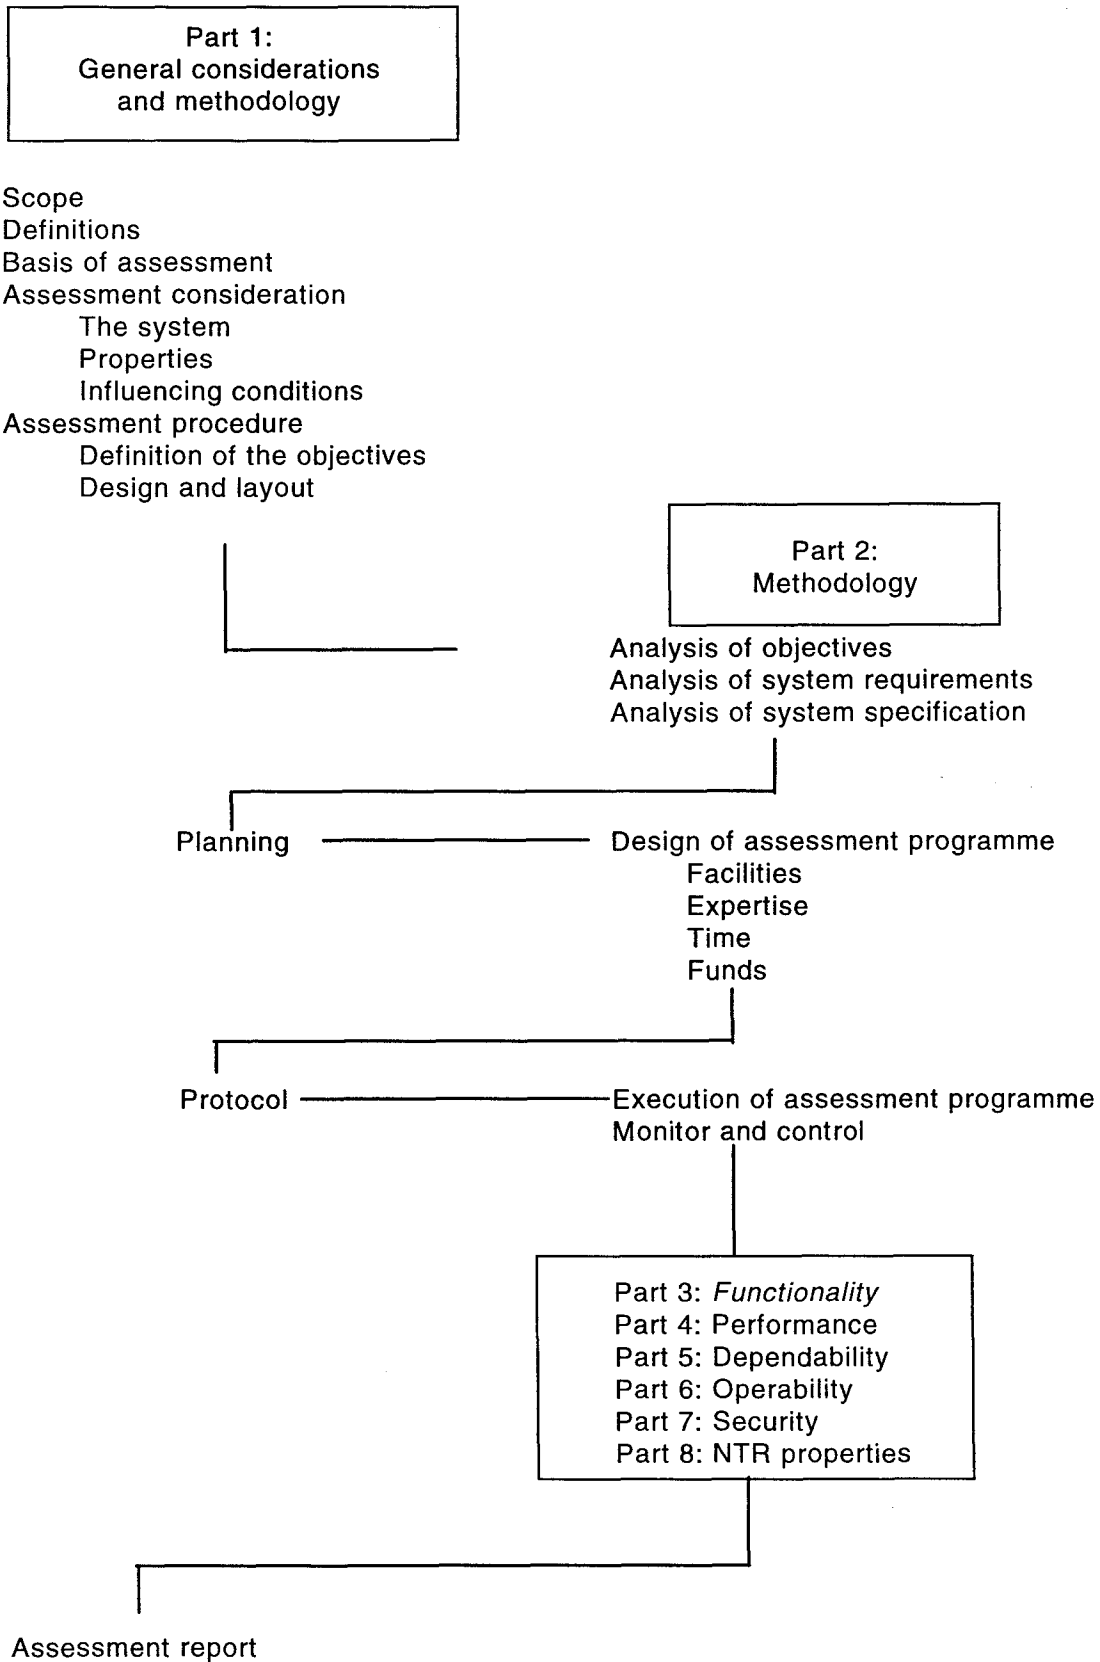 Part 1:
General considerations
and methodology
Scope
Definitions
Basis of assessment
Assessment consideration
The system
Properties
Influencing conditions
Assessment procedure
Definition of the objectives
Design and layout
Part 2:
Methodology
Analysis of objectives
Analysis of system requirements
Analysis of system specification
Planning
Design of assessment programme
Facilities
Expertise
Time
Funds
Protocol
Execution of assessment programme
Monitor and control
Part 3: Functionality
Part 4: Performance
Part 5: Dependability
Part 6: Operability
Part 7: Security
Part 8: NTR properties
Assessment report